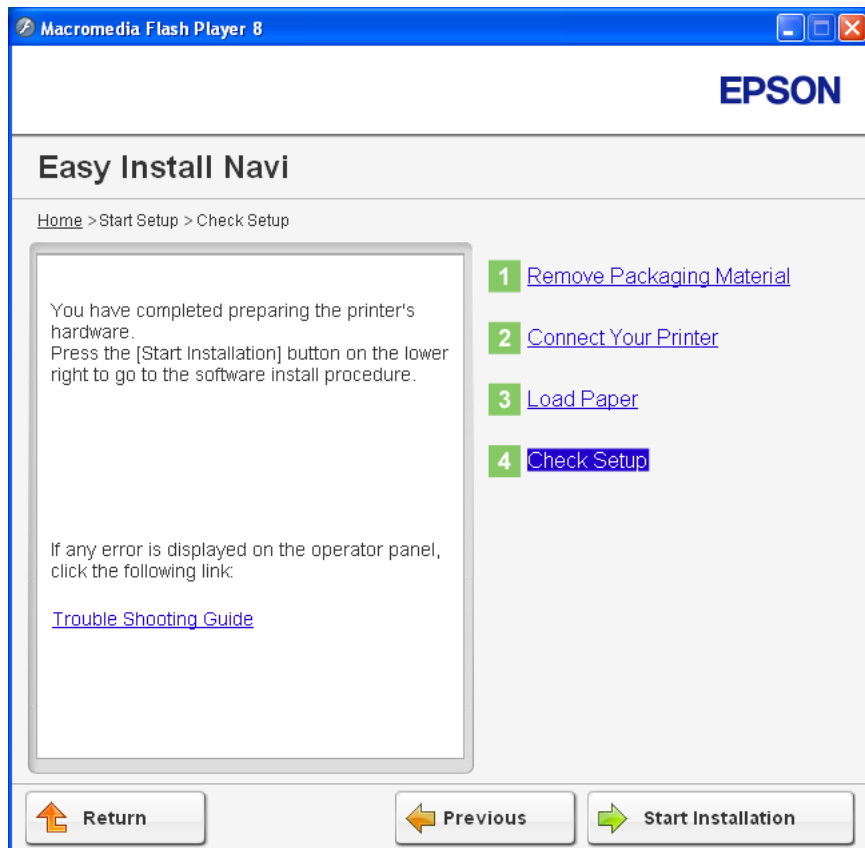 Macromedia Flash Player 8
EPSON
Easy Install Navi
Home > Start Setup > Check Setup
You have completed preparing the printer's
hardware.
Press the [Start Installation] button on the lower
right to go to the software install procedure.
If any error is displayed on the operator panel,
click the following link:
Trouble Shooting Guide
1 Remove Packaging Material
2 Connect Your Printer
3 Load Paper
4 Check Setup
Return
Previous
Start Installation